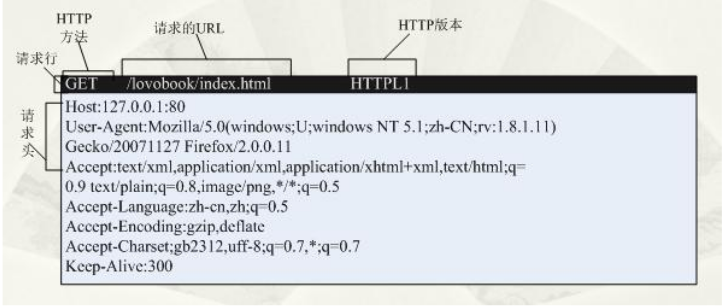 HTTP
方法
请求的URL
HTTP版本
请求行
GET /lovobook/index.html HTTPL1
请
求
头
Host:127.0.0.1:80
User-Agent:Mozilla/5.0(windows;U;windows NT 5.1;zh-CN;rv:1.8.1.11)
Gecko/20071127 Firefox/2.0.0.11
Accept:text/xml,application/xml,application/xhtml+xml,text/html;q=
0.9 text/plain;q=0.8,image/png,*/*;q=0.5
Accept-Language:zh-cn,zh;q=0.5
Accept-Encoding:gzip,deflate
Accept-Charset;gb2312,uff-8;q=0.7,*;q=0.7
Keep-Alive:300